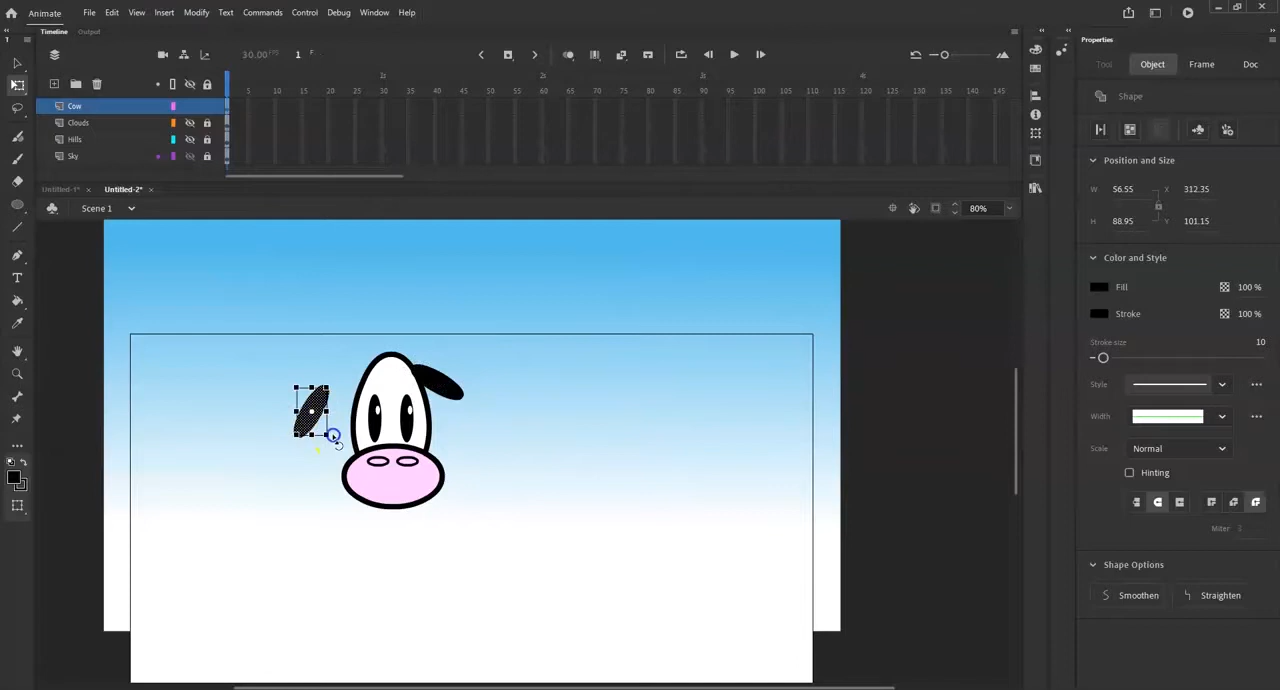 Animate File Edit View Insert Modify Text Commands Control Debug Window Help
Timeline Output
Properties
30.00 FPS 1 F
Tool Object Frame Doc
1s 2s 3s 4s
5 10 15 20 25 30 35 40 45 50 55 60 65 70 75 80 85 90 95 100 105 110 115 120 125 130 135 140 145
Shape
Cow
Clouds
Hills
Sky
Position and Size
W 56.55 X 312.35
H 88.95 Y 101.15
Untitled-1* × Untitled-2* ×
Scene 1 80%
Color and Style
Fill 100 %
Stroke 100 %
Stroke size 10
Style
Width
Scale Normal
Hinting
Miter
Shape Options
Smoothen Straighten